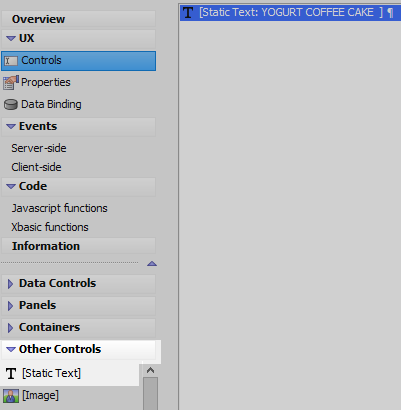 Overview
UX
Controls
Properties
Data Binding
Events
Server-side
Client-side
Code
Javascript functions
Xbasic functions
Information
Data Controls
Panels
Containers
Other Controls
T [Static Text]
[Image]
T [Static Text: YOGURT COFFEE CAKE ] ¶